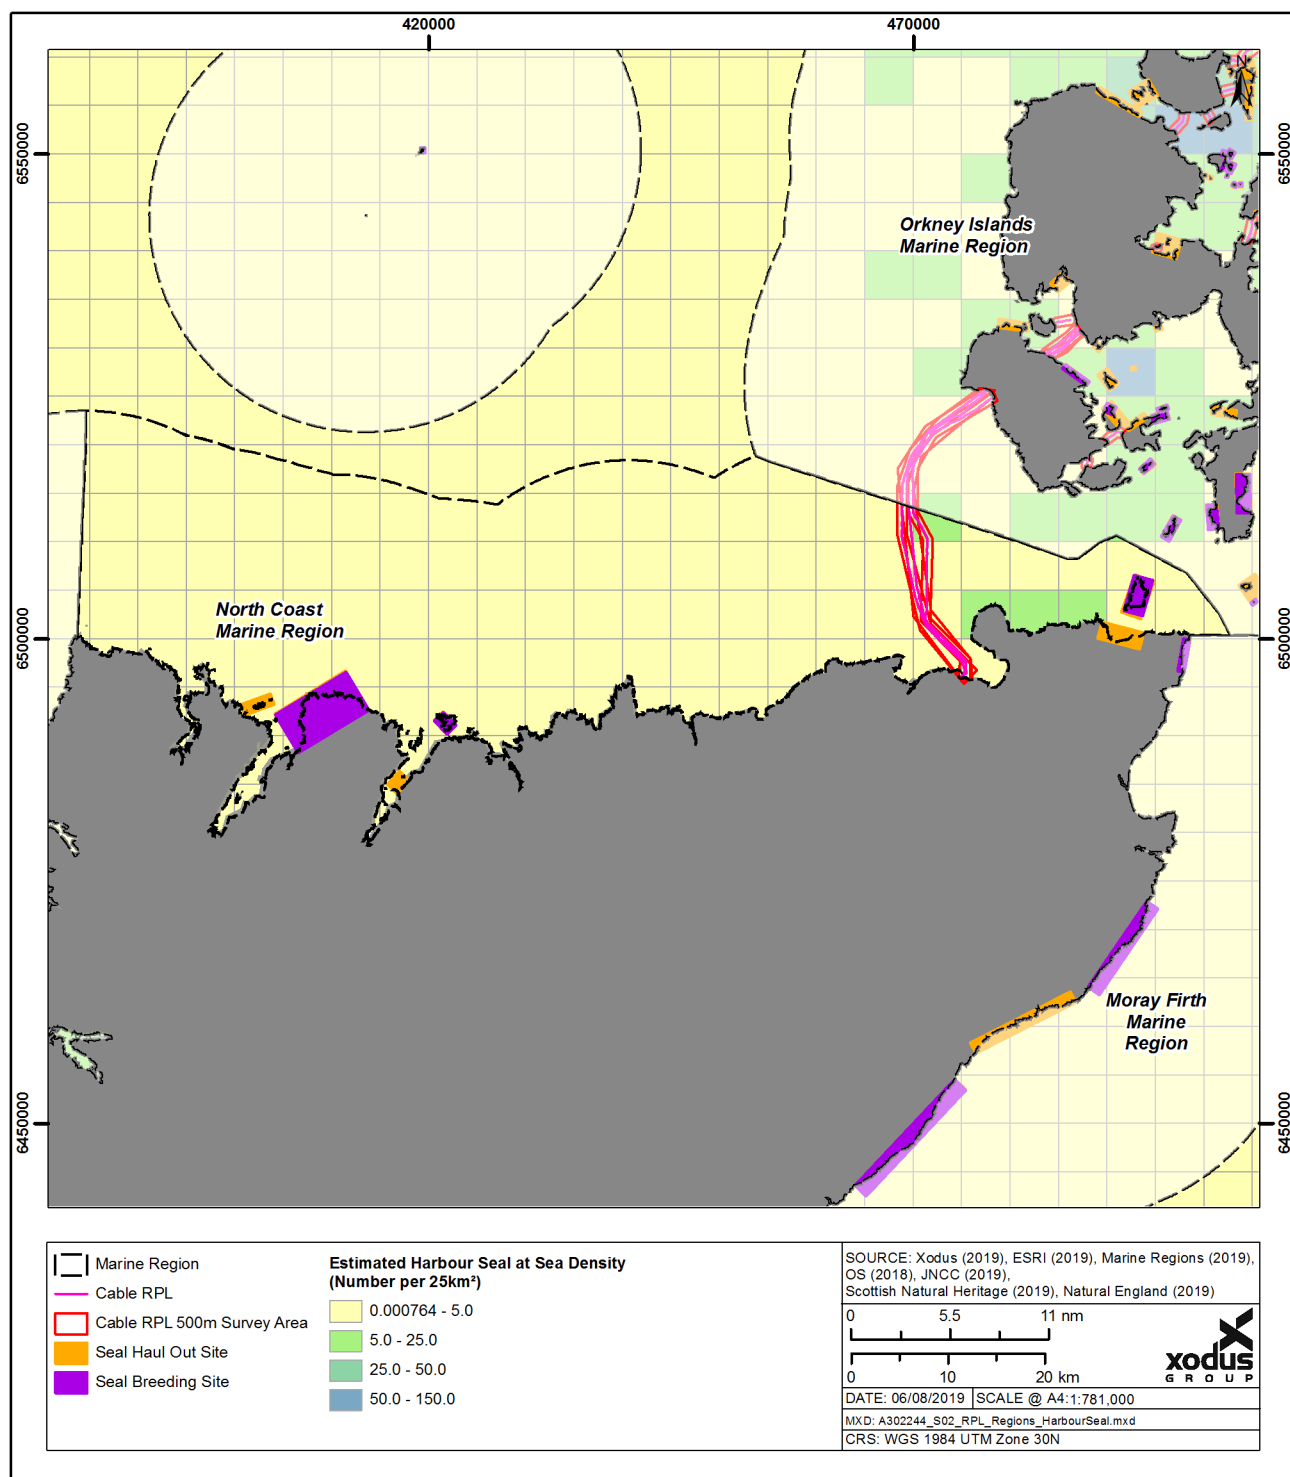 420000
470000
6550000
6550000
N
Orkney Islands
Marine Region
North Coast
Marine Region
6500000
6500000
Moray Firth
Marine
Region
6450000
6450000
Marine Region
Cable RPL
Cable RPL 500m Survey Area
Seal Haul Out Site
Seal Breeding Site
Estimated Harbour Seal at Sea Density
(Number per 25km²)
0.000764 - 5.0
5.0 - 25.0
25.0 - 50.0
50.0 - 150.0
SOURCE: Xodus (2019), ESRI (2019), Marine Regions (2019),
OS (2018), JNCC (2019),
Scottish Natural Heritage (2019), Natural England (2019)
0 5.5 11 nm
0 10 20 km
xodus
GROUP
DATE: 06/08/2019 SCALE @ A4:1:781,000
MXD: A302244_S02_RPL_Regions_HarbourSeal.mxd
CRS: WGS 1984 UTM Zone 30N